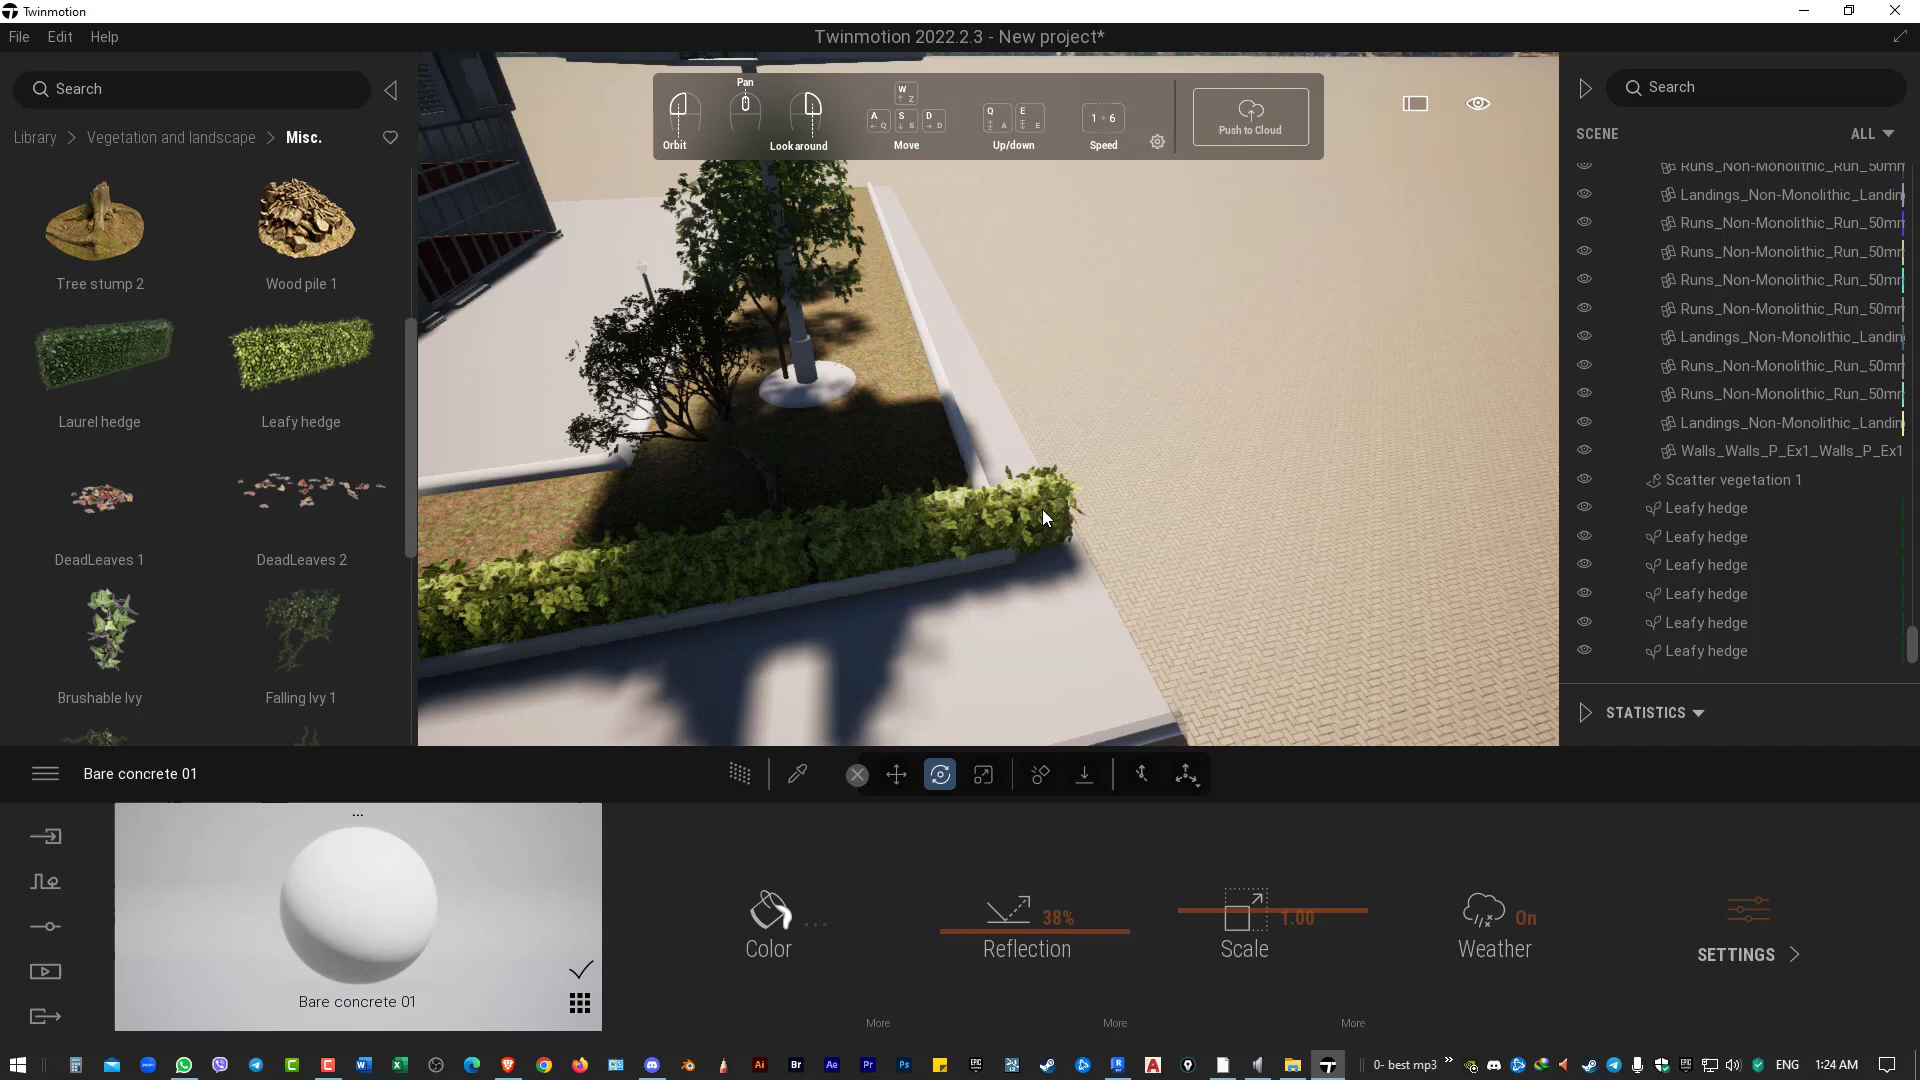 Twinmotion
File Edit Help
Twinmotion 2022.2.3 - New project*
Search
Library > Vegetation and landscape > Misc.
Tree stump 2
Wood pile 1
Laurel hedge
Leafy hedge
DeadLeaves 1
DeadLeaves 2
Brushable Ivy
Falling Ivy 1
Orbit
Pan
Look around
W
↑ Z
A
← Q
S
↓ S
D
→ D
Move
Q
A
E
E
Up/down
1 → 6
Speed
Push to Cloud
Search
SCENE
ALL
Runs_Non-Monolithic_Run_50mm
Landings_Non-Monolithic_Landin
Runs_Non-Monolithic_Run_50mm
Runs_Non-Monolithic_Run_50mm
Runs_Non-Monolithic_Run_50mm
Runs_Non-Monolithic_Run_50mm
Landings_Non-Monolithic_Landin
Runs_Non-Monolithic_Run_50mm
Runs_Non-Monolithic_Run_50mm
Landings_Non-Monolithic_Landin
Walls_Walls_P_Ex1_Walls_P_Ex1
Scatter vegetation 1
Leafy hedge
Leafy hedge
Leafy hedge
Leafy hedge
Leafy hedge
Leafy hedge
STATISTICS
Bare concrete 01
...
Bare concrete 01
Color
...
Reflection
38%
Scale
1.00
Weather
On
SETTINGS
More
More
More
0- best mp3
ENG
1:24 AM